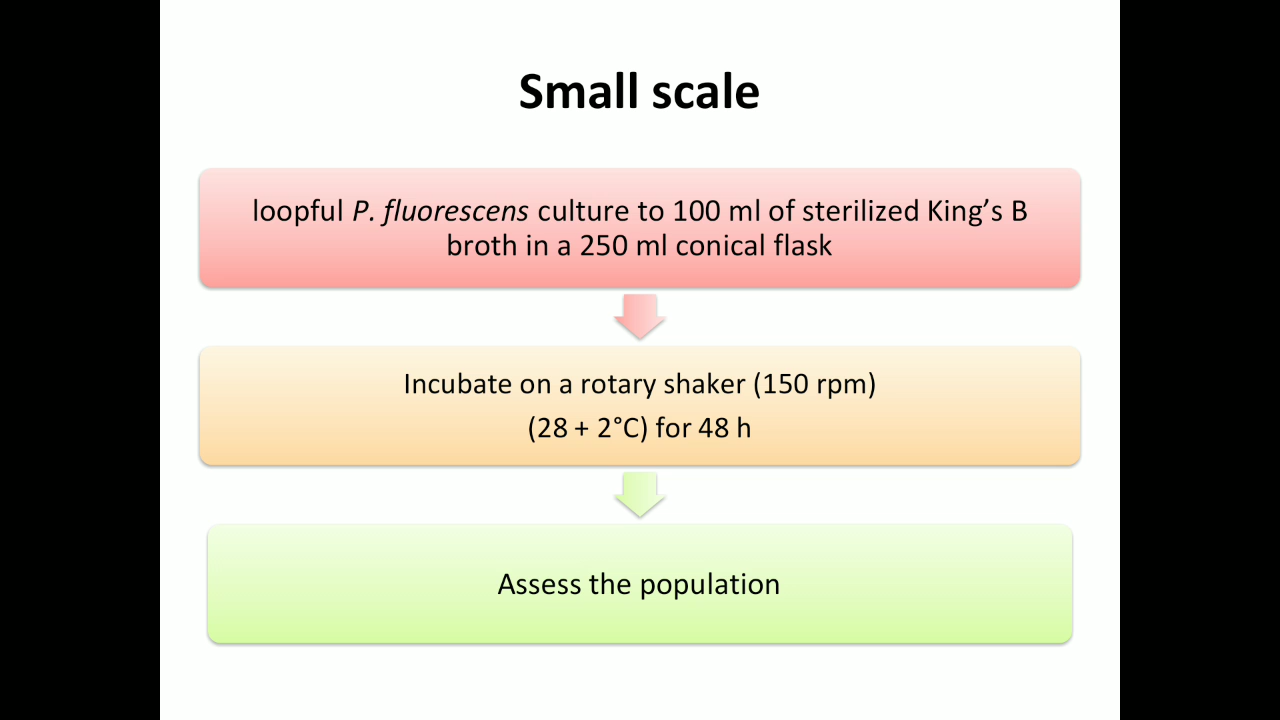 Small scale
loopful P. fluorescens culture to 100 ml of sterilized King’s B
broth in a 250 ml conical flask
Incubate on a rotary shaker (150 rpm)
(28 + 2°C) for 48 h
Assess the population